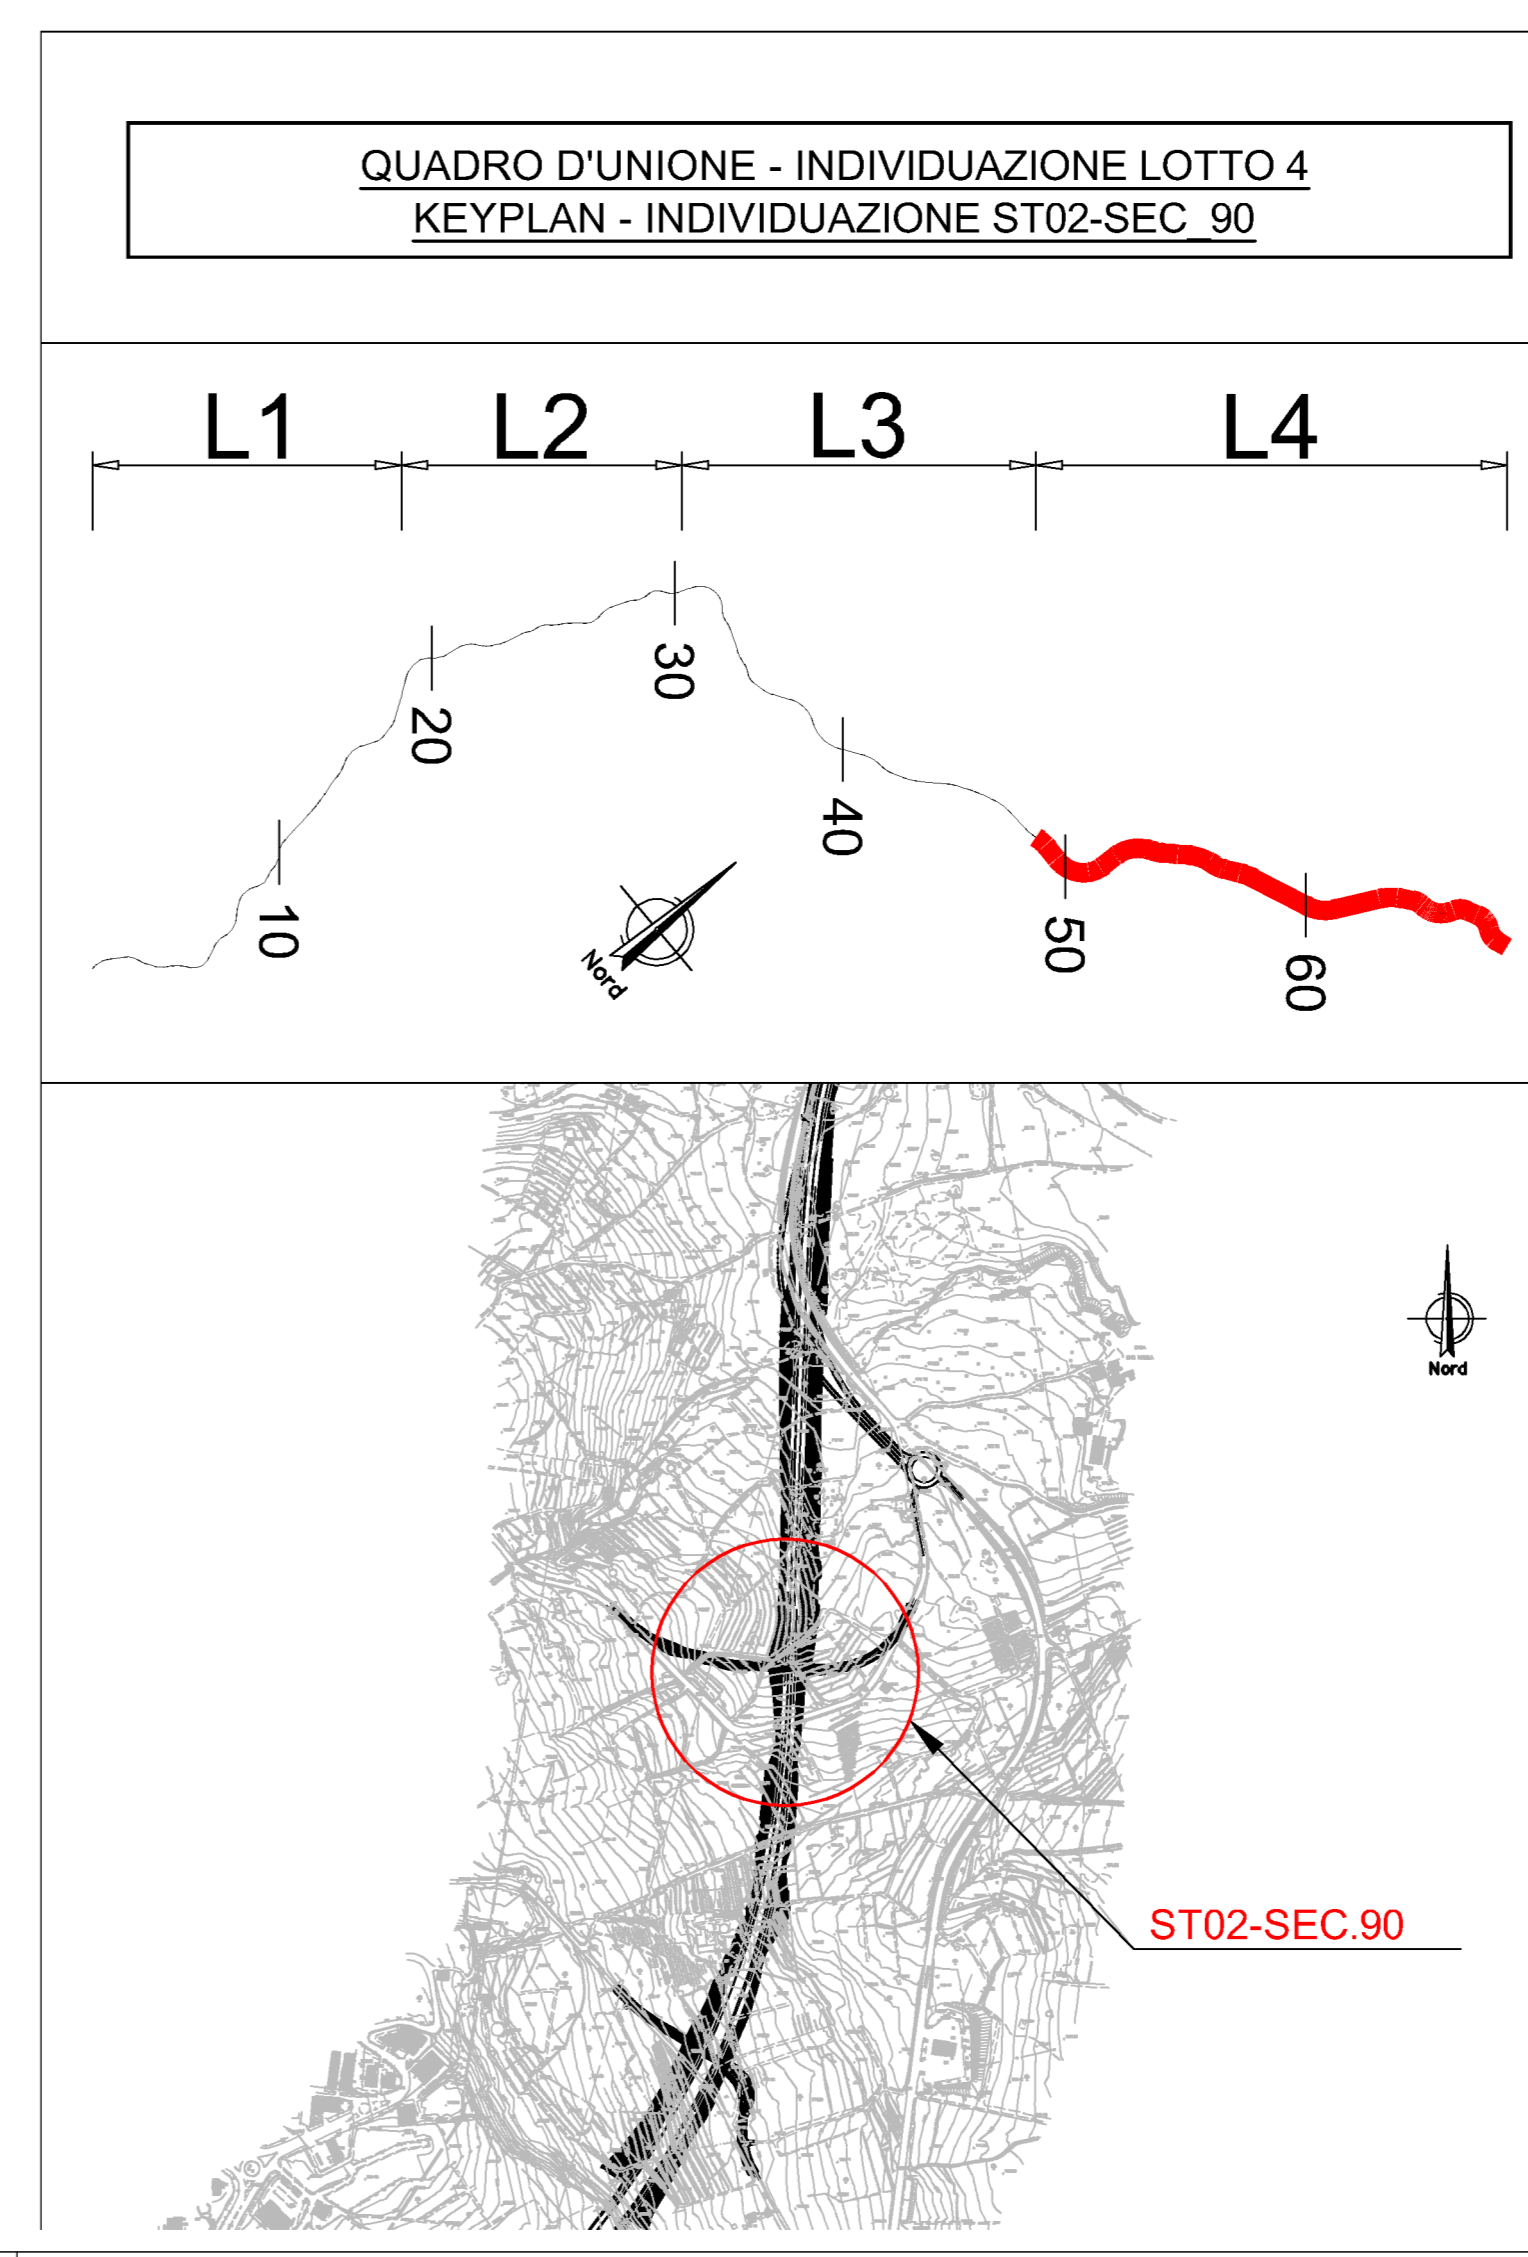 QUADRO D'UNIONE - INDIVIDUAZIONE LOTTO 4
KEYPLAN - INDIVIDUAZIONE ST02-SEC_90
L1
L2
L3
L4
10
20
30
40
50
60
Nord
Nord
ST02-SEC.90